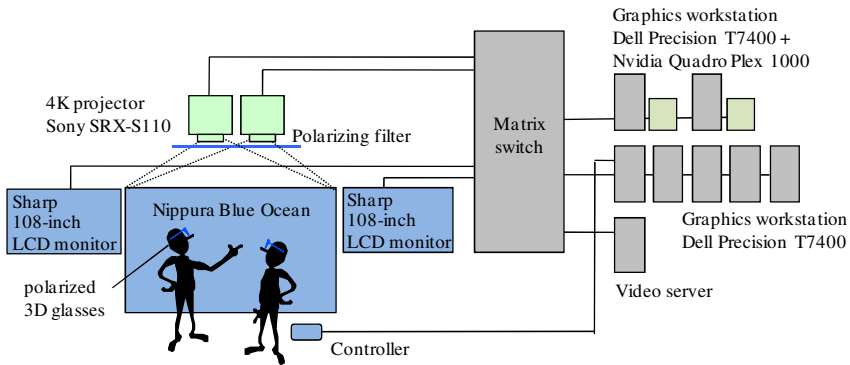 Graphics workstation
Dell Precision T7400 +
Nvidia Quadro Plex 1000
4K projector
Sony SRX-S110
Polarizing filter
Matrix
switch
Sharp
108-inch
LCD monitor
Nippura Blue Ocean
Sharp
108-inch
LCD monitor
Graphics workstation
Dell Precision T7400
polarized
3D glasses
Video server
Controller